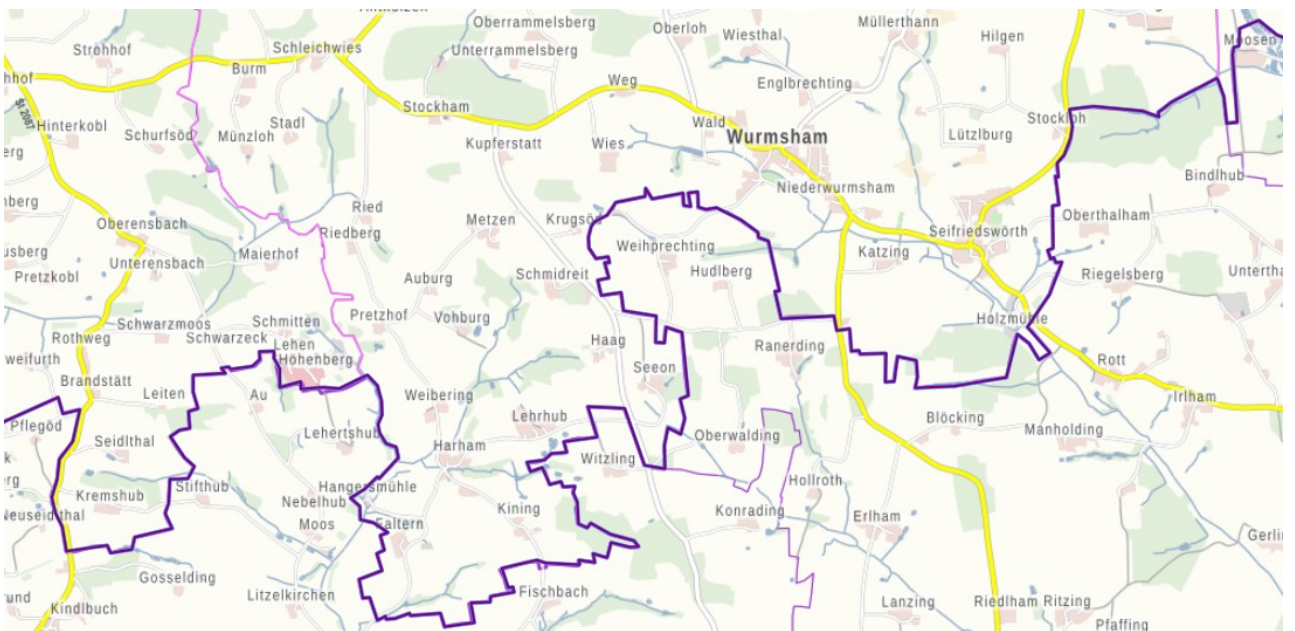 Oberrammelsberg
Oberloh
Wiesthal
Müllerthann
Hilgen
Moosen
Strohhof
Schleichwies
Unterrammelsberg
Burm
Weg
Englbrechting
St 2087
Stockham
Hinterkobl
Schurfsöd
Münzloh
Stadl
Kupferstatt
Wies
Wald
Wurmsham
Lützlburg
Stockloh
Bindlhub
Niederwurmsham
Oberensbach
Ried
Riedberg
Metzen
Krugsöd
Weihprechting
Seifriedswörth
Oberthalham
Katzing
Unterensbach
Maierhof
Pretzkobl
Auburg
Schmidreit
Hudlberg
Riegelsberg
Schwarzmoos
Schmitten
Pretzhof
Vohburg
Holzmühle
Rothweg
Schwarzeck
Lehen
Höhenberg
Haag
Ranerding
Rott
Brandstätt
Leiten
Au
Weibering
Seeon
Irlham
Pflegöd
Seidlthal
Lehertshub
Lehrhub
Blöcking
Manholding
Harham
Oberwalding
Witzling
Kremshub
Stifthub
Hangersmühle
Nebelhub
Hollroth
Neuseidlthal
Moos
Faltern
Kining
Konrading
Erlham
Gosselding
Litzelkirchen
Fischbach
Kindlbuch
Lanzing
Riedlham
Ritzing
Pfaffing